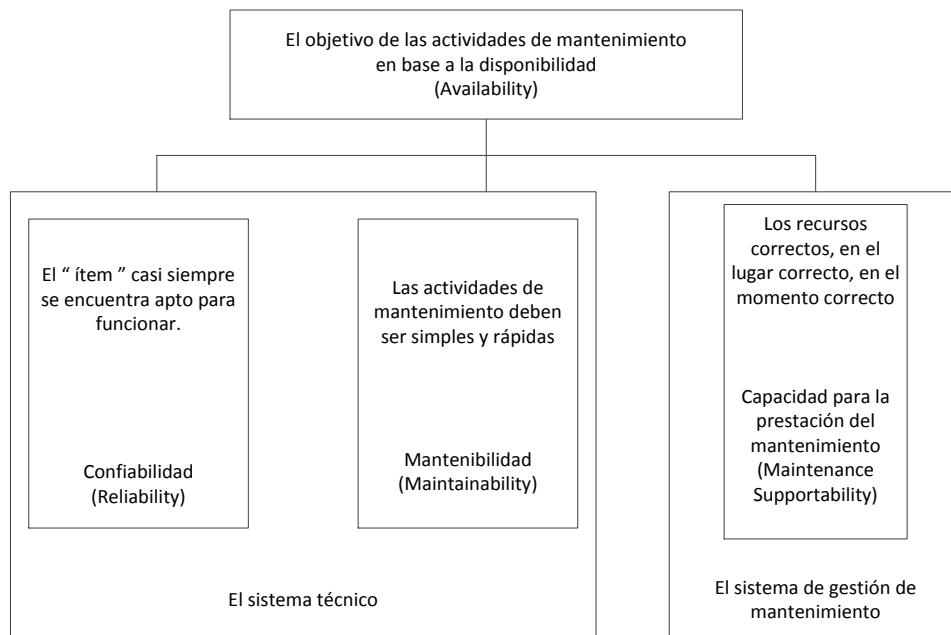 El objetivo de las actividades de mantenimiento
en base a la disponibilidad
(Availability)
El “ ítem ” casi siempre
se encuentra apto para
funcionar.
Confiabilidad
(Reliability)
Las actividades de
mantenimiento deben
ser simples y rápidas
Mantenibilidad
(Maintainability)
El sistema técnico
Los recursos
correctos, en el
lugar correcto, en el
momento correcto
Capacidad para la
prestación del
mantenimiento
(Maintenance
Supportability)
El sistema de gestión de
mantenimiento